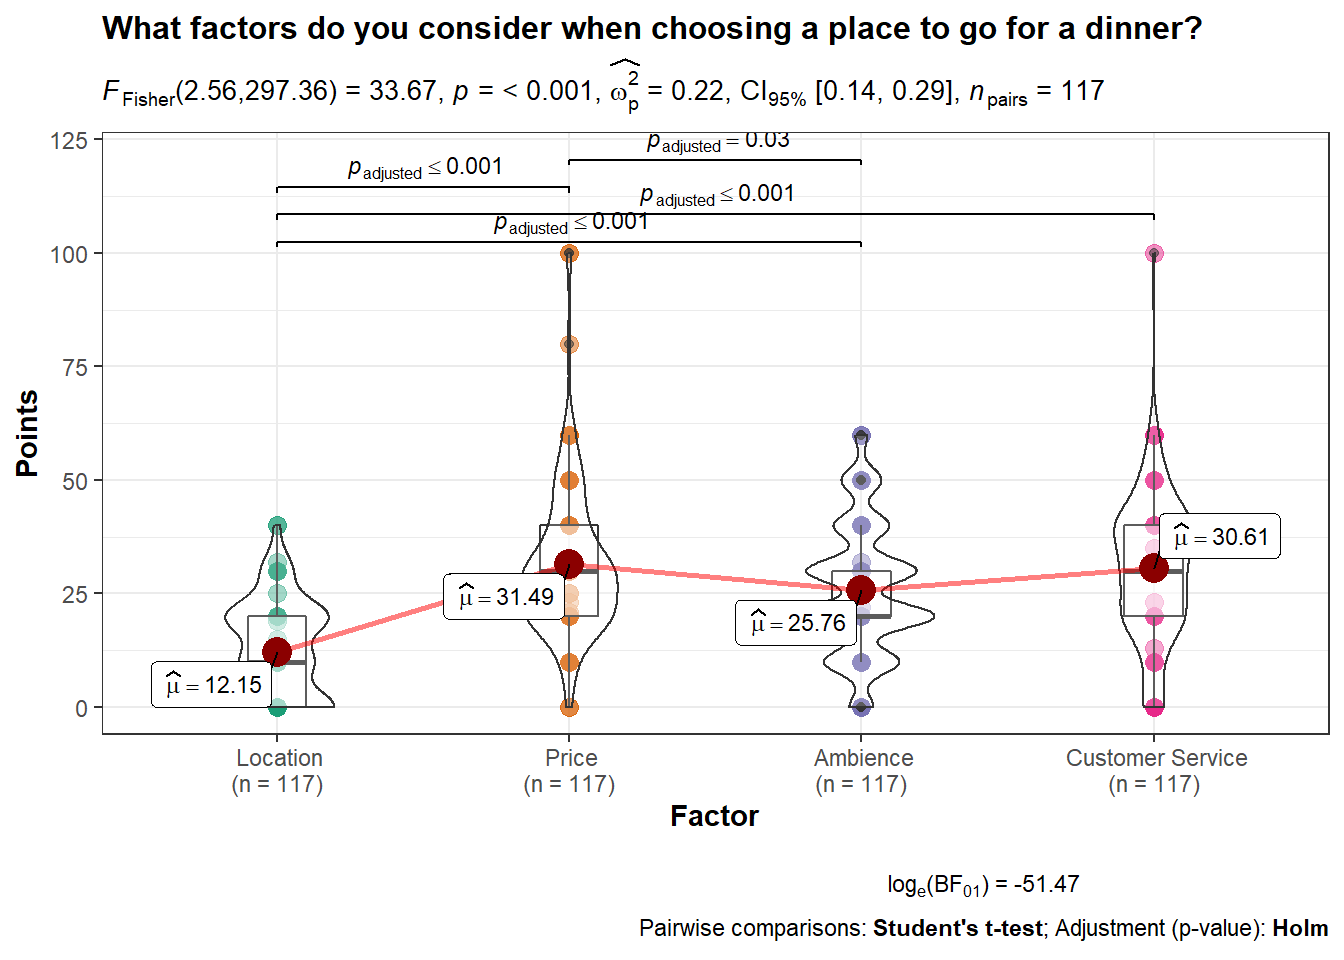 What factors do you consider when choosing a place to go for a dinner?
F Fisher(2.56,297.36) = 33.67, p = < 0.001, ω̂²p = 0.22, CI95% [0.14, 0.29], npairs = 117
125
padjusted = 0.03
padjusted ≤ 0.001
padjusted ≤ 0.001
padjusted ≤ 0.001
100
75
Points
50
μ̂ = 30.61
25
μ̂ = 31.49
μ̂ = 25.76
μ̂ = 12.15
0
Location Price Ambience Customer Service
(n = 117) (n = 117) (n = 117) (n = 117)
Factor
loge(BF01) = -51.47
Pairwise comparisons: Student's t-test; Adjustment (p-value): Holm